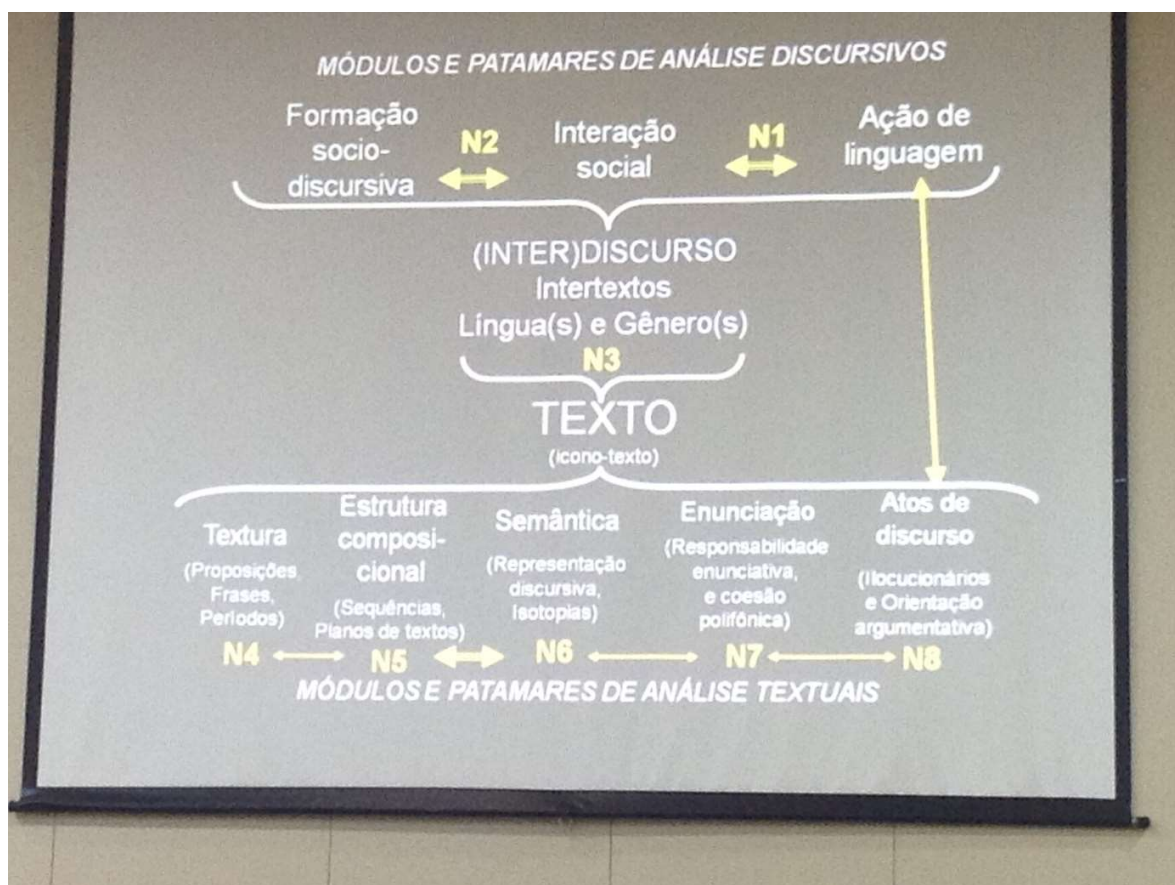 MÓDULOS E PATAMARES DE ANÁLISE DISCURSIVOS
Formação
socio-
discursiva
N2
Interação
social
N1
Ação de
linguagem
(INTER)DISCURSO
Intertextos
Língua(s) e Gênero(s)
N3
TEXTO
(icono-texto)
Textura
(Proposições,
Frases,
Períodos)
N4
Estrutura
composi-
cional
(Sequências,
Planos de textos)
N5
Semântica
(Representação
discursiva,
Isotopias)
N6
Enunciação
(Responsabilidade
enunciativa,
e coesão
polifônica)
N7
Atos de
discurso
(Ilocucionários
e Orientação
argumentativa)
N8
MÓDULOS E PATAMARES DE ANÁLISE TEXTUAIS